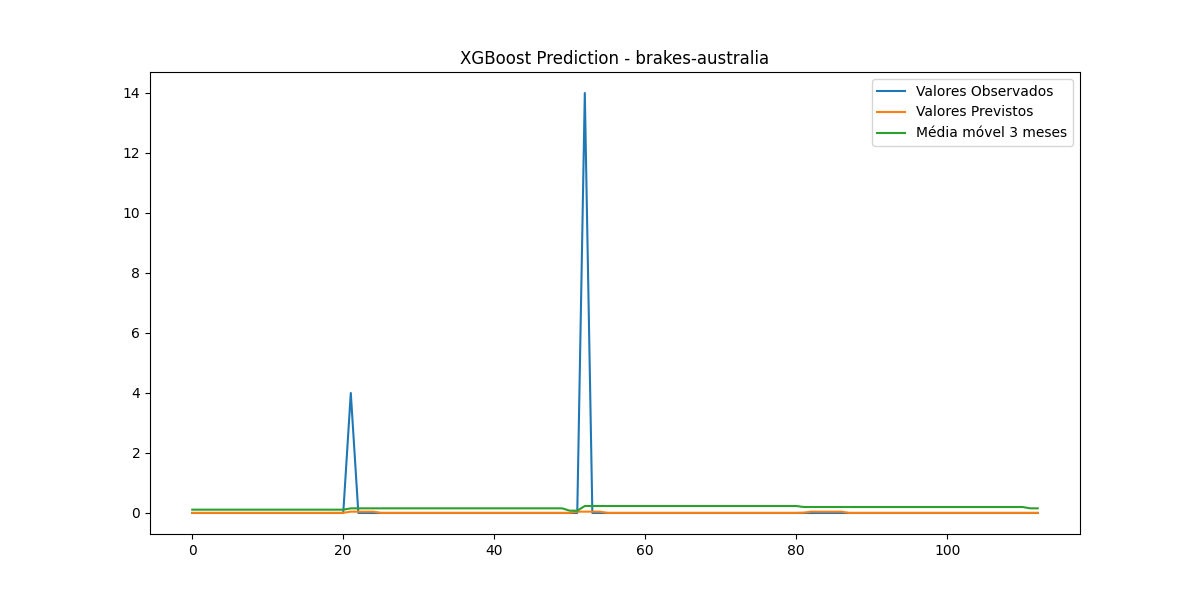 XGBoost Prediction - brakes-australia
Valores Observados
Valores Previstos
Média móvel 3 meses
14
12
10
8
6
4
2
0
0 20 40 60 80 100